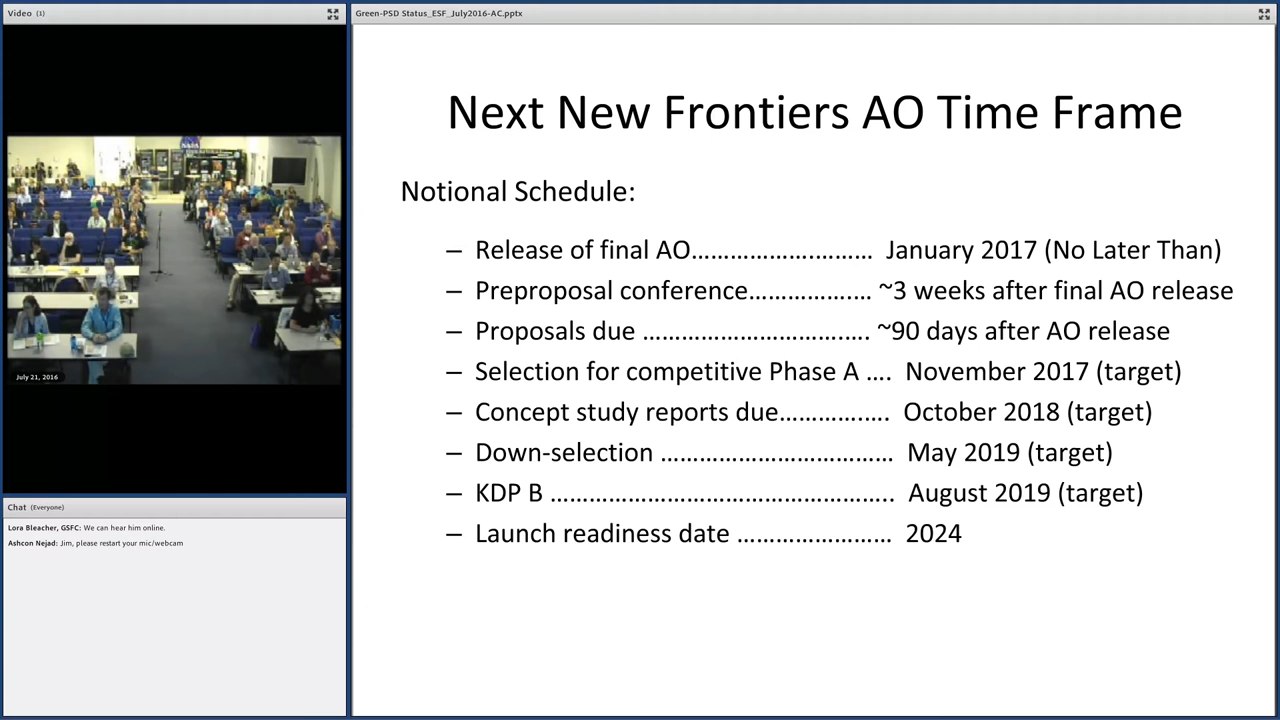 Video (1)
NASA
July 21, 2016
Chat (Everyone)
Lora Bleacher, GSFC: We can hear him online.
Ashcon Nejad: Jim, please restart your mic/webcam
Green-PSD Status_ESF_July2016-AC.pptx
Next New Frontiers AO Time Frame
Notional Schedule:
– Release of final AO……………….……… January 2017 (No Later Than)
– Preproposal conference……………..… ~3 weeks after final AO release
– Proposals due ……………………….…. ~90 days after AO release
– Selection for competitive Phase A …. November 2017 (target)
– Concept study reports due…………..…. October 2018 (target)
– Down-selection ……………………………… May 2019 (target)
– KDP B …………………………………………….. August 2019 (target)
– Launch readiness date …………………… 2024